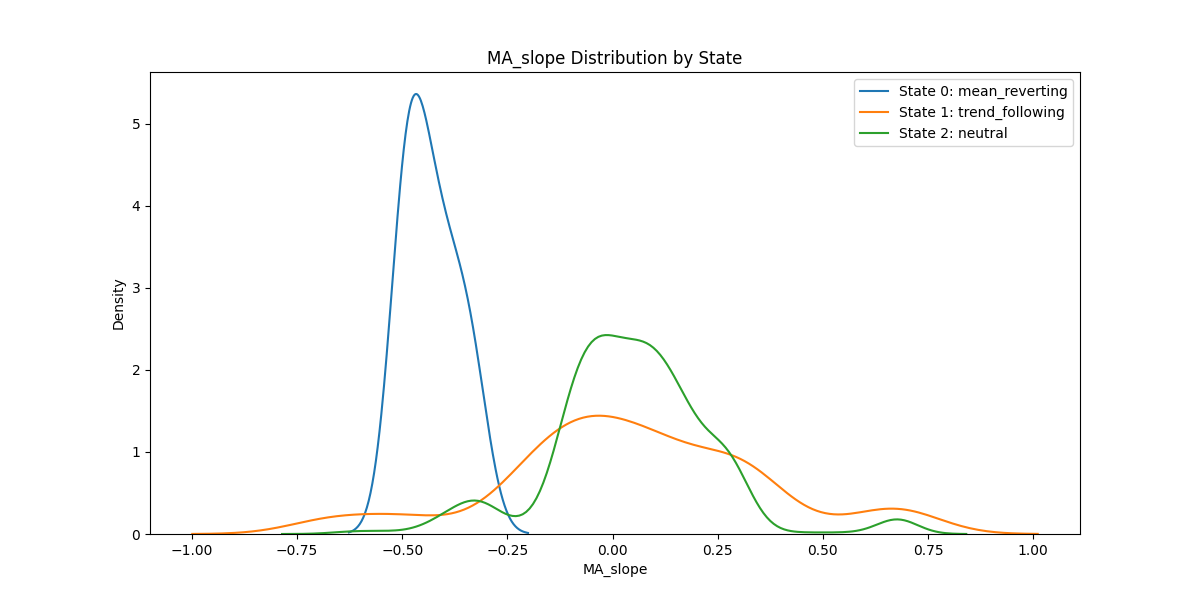 MA_slope Distribution by State
State 0: mean_reverting
State 1: trend_following
State 2: neutral
Density
5
4
3
2
1
0
−1.00 −0.75 −0.50 −0.25 0.00 0.25 0.50 0.75 1.00
MA_slope